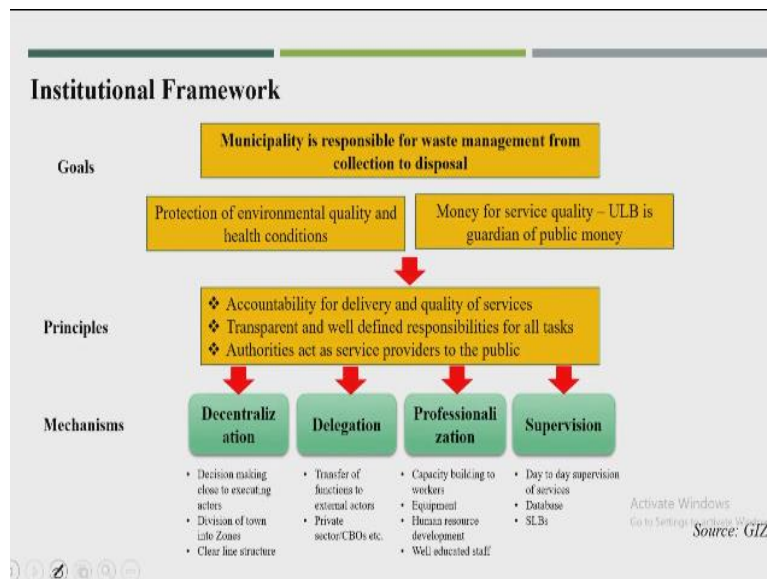 Institutional Framework
Goals
Municipality is responsible for waste management from
collection to disposal
Protection of environmental quality and
health conditions
Money for service quality – ULB is
guardian of public money
Principles
❖ Accountability for delivery and quality of services
❖ Transparent and well defined responsibilities for all tasks
❖ Authorities act as service providers to the public
Mechanisms
Decentraliz
ation
• Decision making
close to executing
actors
• Division of town
into Zones
• Clear line structure
Delegation
• Transfer of
functions to
external actors
• Private
sector/CBOs etc.
Professionali
zation
• Capacity building to
workers
• Equipment
• Human resource
development
• Well educated staff
Supervision
• Day to day supervision
of services
• Database
• SLBs
Activate Windows
Go to Settings to activate
Source: GIZ